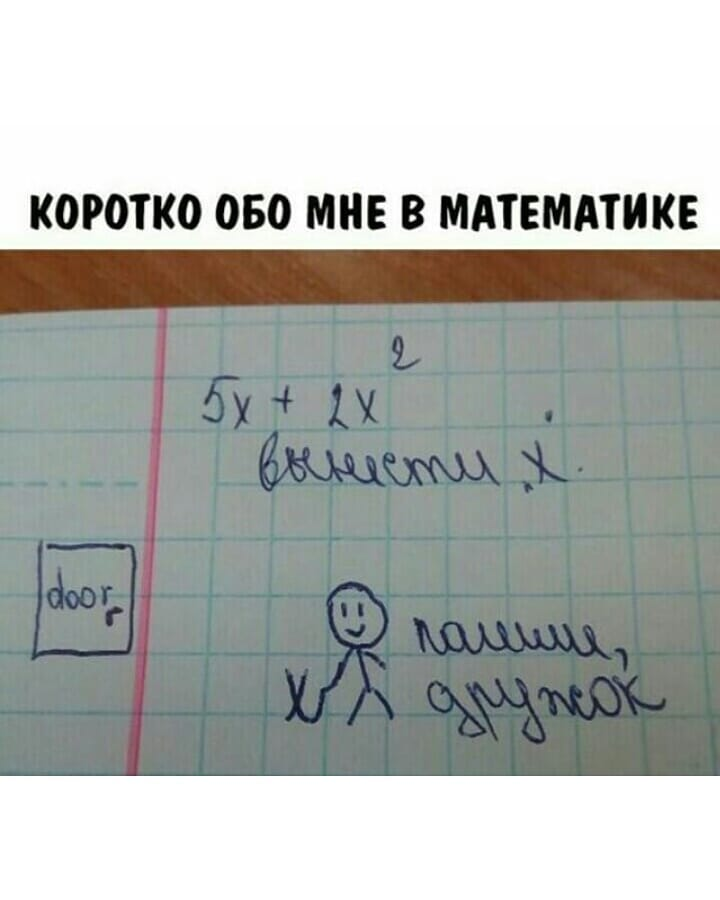 КОРОТКО ОБО МНЕ В МАТЕМАТИКЕ
5x + 2x²
вынести x.
door
пошли,
дружок
x